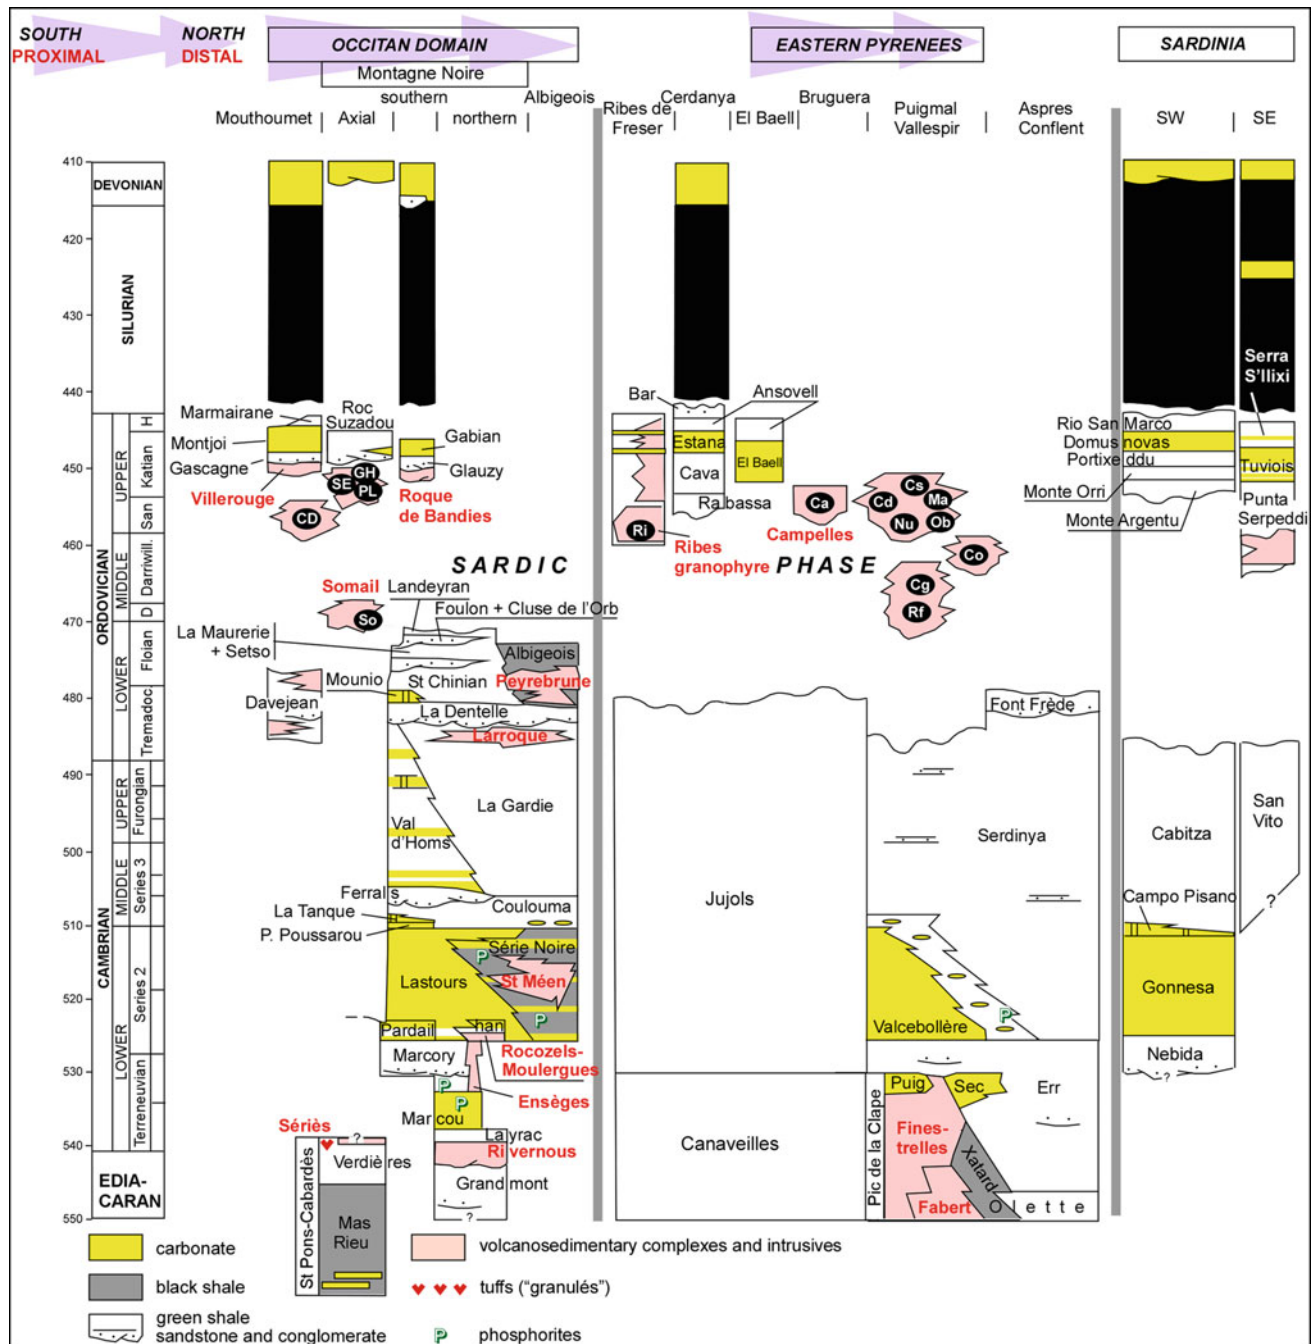 SOUTH
PROXIMAL
NORTH
DISTAL
OCCITAN DOMAIN
EASTERN PYRENEES
SARDINIA
Montagne Noire
southern
northern
Mouthoumet
Axial
Albigeois
Ribes de
Freser
Cerdanya
El Baell
Bruguera
Puigmal
Vallespir
Aspres
Conflent
SW
SE
410
420
430
440
450
460
470
480
490
500
510
520
530
540
550
DEVONIAN
SILURIAN
ORDOVICIAN
UPPER
MIDDLE
LOWER
H
Katian
San
Darriwill.
D
Floian
Tremadoc
CAMBRIAN
UPPER
MIDDLE
LOWER
Furongian
Series 3
Series 2
Terreneuvian
EDIA-
CARAN
Marmairane
Montjoi
Gascagne
Villerouge
CD
Roc
Suzadou
GH
SE
PL
Gabian
Glauzy
Roque
de Bandies
Bar
Ansovell
Estana
Cava
Rabassa
El Baell
Ri
Ribes
granophyre
Ca
Campelles
Cs
Cd
Ma
Nu
Ob
Co
Cg
Rf
Serra
S'Ilixi
Rio San Marco
Domus novas
Portixeddu
Monte Orri
Monte Argentu
Tuviois
Punta
Serpeddi
SARDIC
PHASE
Somail
So
Landeyran
Foulon + Cluse de l'Orb
La Maurerie
+ Setso
Albigeois
Mounio
St Chinian
Peyrebrune
Davejean
La Dentelle
Larroque
Font Frède
La Gardie
Val
d'Homs
Serdinya
Cabitza
San
Vito
?
Ferrals
Coulouma
La Tanque
P. Poussarou
Jujols
Campo Pisano
Série Noire
P
Lastours
St Méen
P
Gonnesa
Valcebollère
P
Pardail
han
Marcory
Rocozels-
Moulergues
Nebida
?
P
P
Ensèges
Marcou
Puig
Sec
Err
Pic de la Clape
Sériès
?
Layrac
Rivernous
Canaveilles
Fines-
trelles
Xatard
Verdières
Grandmont
?
Fabert
Olette
St Pons-Cabardès
Mas
Rieu
carbonate
volcanosedimentary complexes and intrusives
black shale
tuffs ("granulés")
green shale
sandstone and conglomerate
P phosphorites